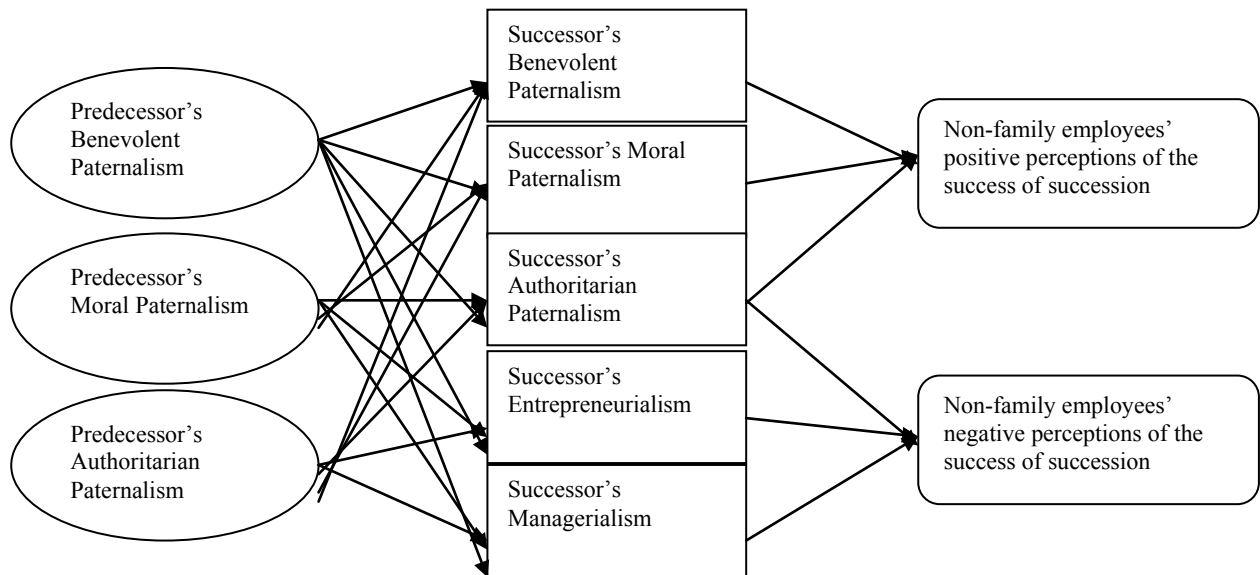 Predecessor’s
Benevolent
Paternalism
Predecessor’s
Moral Paternalism
Predecessor’s
Authoritarian
Paternalism
Successor’s
Benevolent
Paternalism
Successor’s Moral
Paternalism
Successor’s
Authoritarian
Paternalism
Successor’s
Entrepreneurialism
Successor’s
Managerialism
Non-family employees’
positive perceptions of the
success of succession
Non-family employees’
negative perceptions of the
success of succession